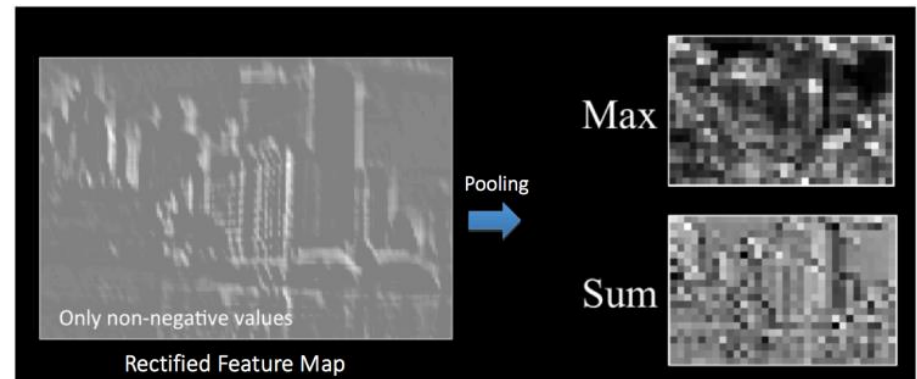 Only non-negative values
Rectified Feature Map
Pooling
Max
Sum